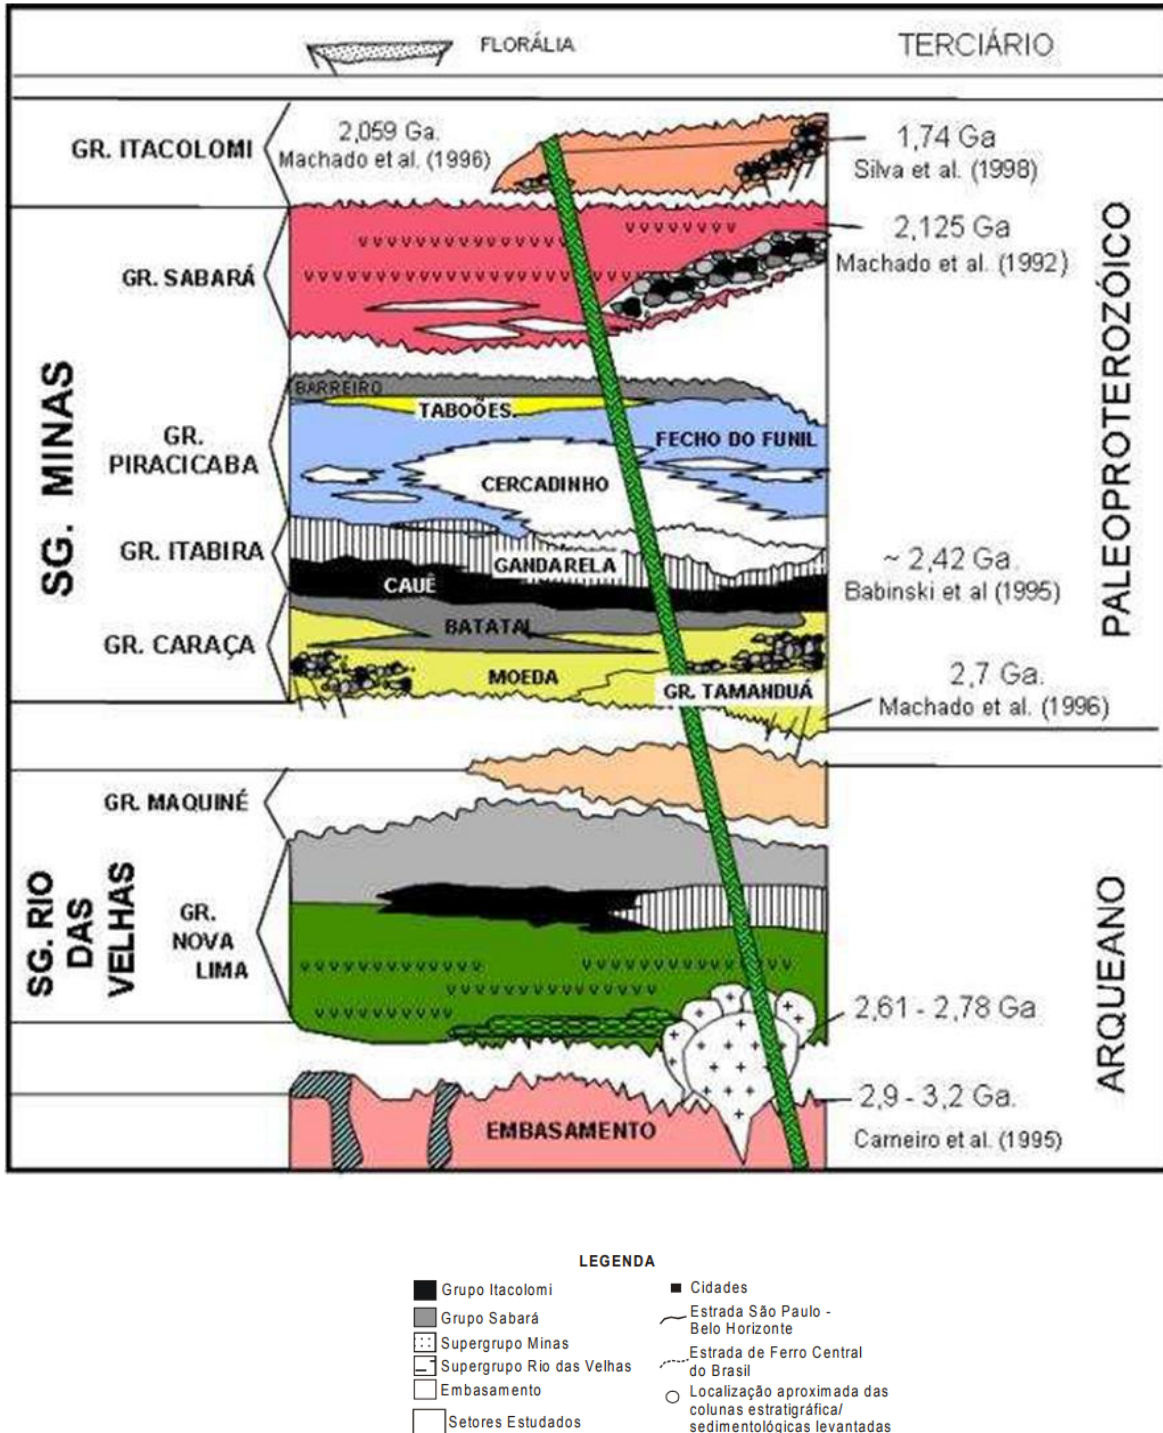 FLORÁLIA
TERCIÁRIO
GR. ITACOLOMI
2,059 Ga.
Machado et al. (1996)
1,74 Ga
Silva et al. (1998)
GR. SABARÁ
2,125 Ga
Machado et al. (1992)
PALEOPROTEROZÓICO
SG. MINAS
BARREIRO
TABOÕES.
GR.
PIRACICABA
FECHO DO FUNIL
CERCADINHO
GR. ITABIRA
GANDARELA
CAUÊ
~ 2,42 Ga.
Babinski et al (1995)
GR. CARAÇA
BATATAL
MOEDA
GR. TAMANDUÁ
2,7 Ga.
Machado et al. (1996)
GR. MAQUINÉ
SG. RIO
DAS
VELHAS
GR.
NOVA
LIMA
ARQUEANO
2,61 - 2,78 Ga
2,9 - 3,2 Ga.
Carneiro et al. (1995)
EMBASAMENTO
LEGENDA
Grupo Itacolomi
Grupo Sabará
Supergrupo Minas
Supergrupo Rio das Velhas
Embasamento
Setores Estudados
Cidades
Estrada São Paulo -
Belo Horizonte
Estrada de Ferro Central
do Brasil
Localização aproximada das
colunas estratigráfica/
sedimentológicas levantadas